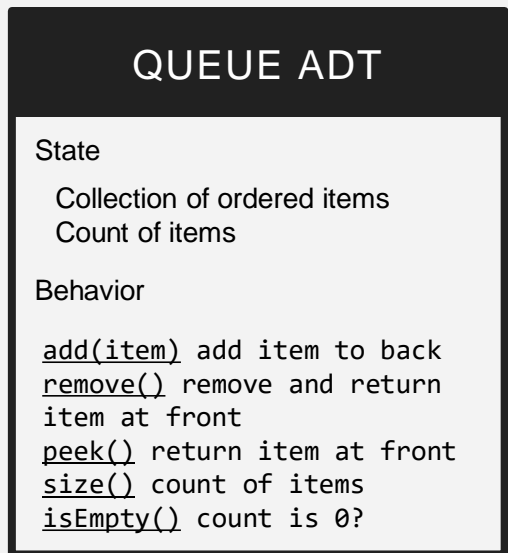 QUEUE ADT
State
Collection of ordered items
Count of items
Behavior
add(item) add item to back
remove() remove and return
item at front
peek() return item at front
size() count of items
isEmpty() count is 0?